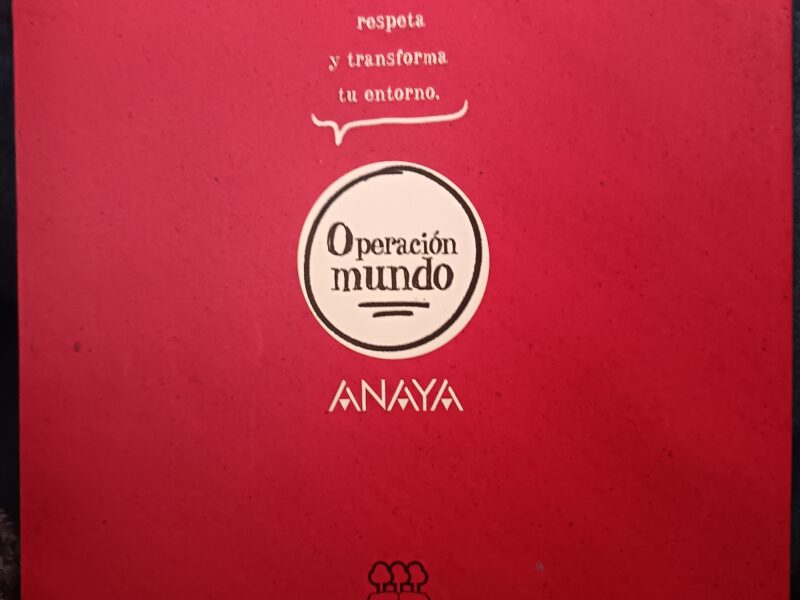 respeta
y transforma
tu entorno.
Operación
mundo
ANAYA